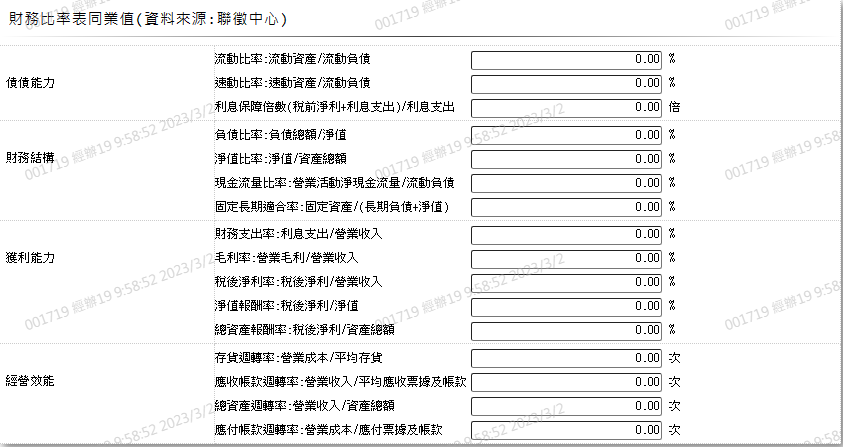 財務比率表同業值(資料來源:聯徵中心)
流動比率:流動資產/流動負債 0.00 %
償債能力 速動比率:速動資產/流動負債 0.00 %
利息保障倍數(稅前淨利+利息支出)/利息支出 0.00 倍
負債比率:負債總額/淨值 0.00 %
財務結構 淨值比率:淨值/資產總額 0.00 %
現金流量比率:營業活動淨現金流量/流動負債 0.00 %
固定長期適合率:固定資產/(長期負債+淨值) 0.00 %
財務支出率:利息支出/營業收入 0.00 %
獲利能力 毛利率:營業毛利/營業收入 0.00 %
稅後淨利率:稅後淨利/營業收入 0.00 %
淨值報酬率:稅後淨利/淨值 0.00 %
總資產報酬率:稅後淨利/資產總額 0.00 %
存貨週轉率:營業成本/平均存貨 0.00 次
經營效能 應收帳款週轉率:營業收入/平均應收票據及帳款 0.00 次
總資產週轉率:營業收入/資產總額 0.00 次
應付帳款週轉率:營業成本/應付票據及帳款 0.00 次
001719 經辦19 9:58:52 2023/3/2